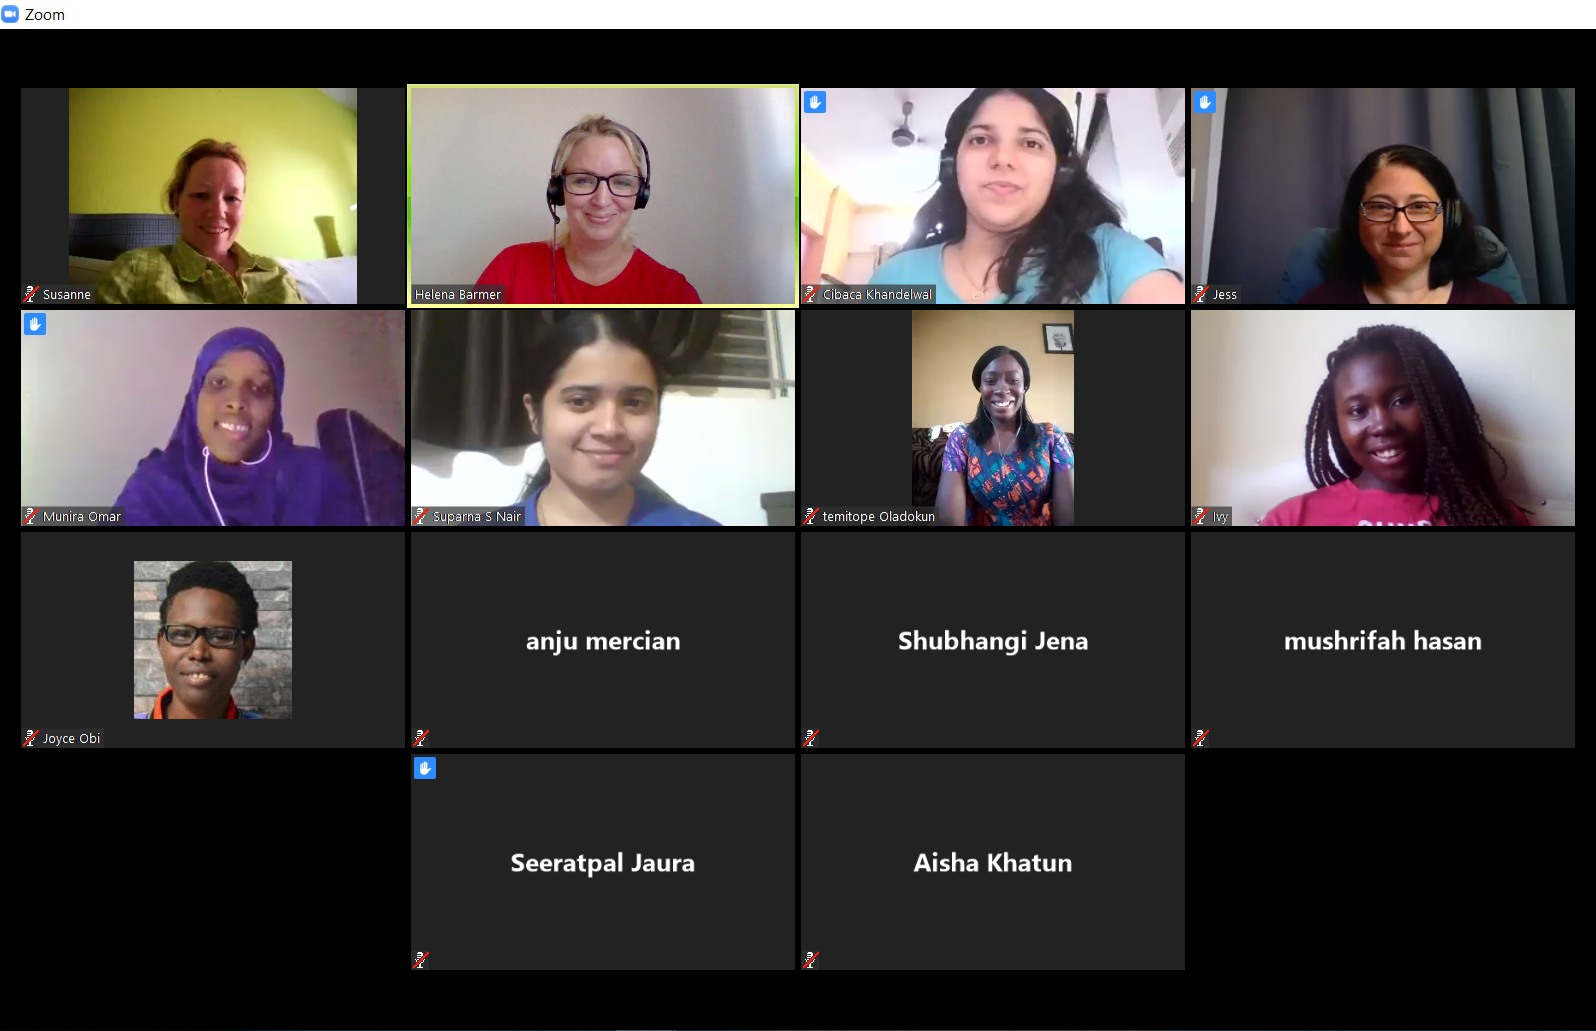 Zoom
Susanne
Helena Barmer
Cibaca Khandelwal
Jess
Munira Omar
Suparna S Nair
temitope Oladokun
Ivy
Joyce Obi
anju mercian
Shubhangi Jena
mushrifah hasan
Seeratpal Jaura
Aisha Khatun